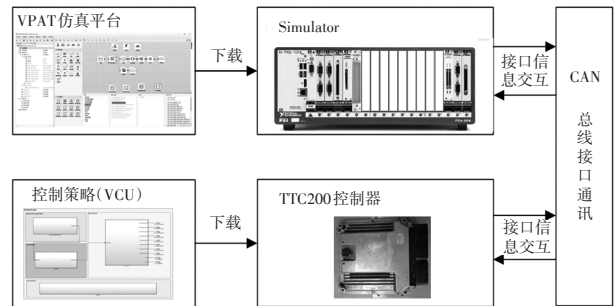 VPAT仿真平台
下载
Simulator
接口信
息交互
CAN
总
线
接
口
通
讯
控制策略(VCU)
下载
TTC200控制器
接口信
息交互